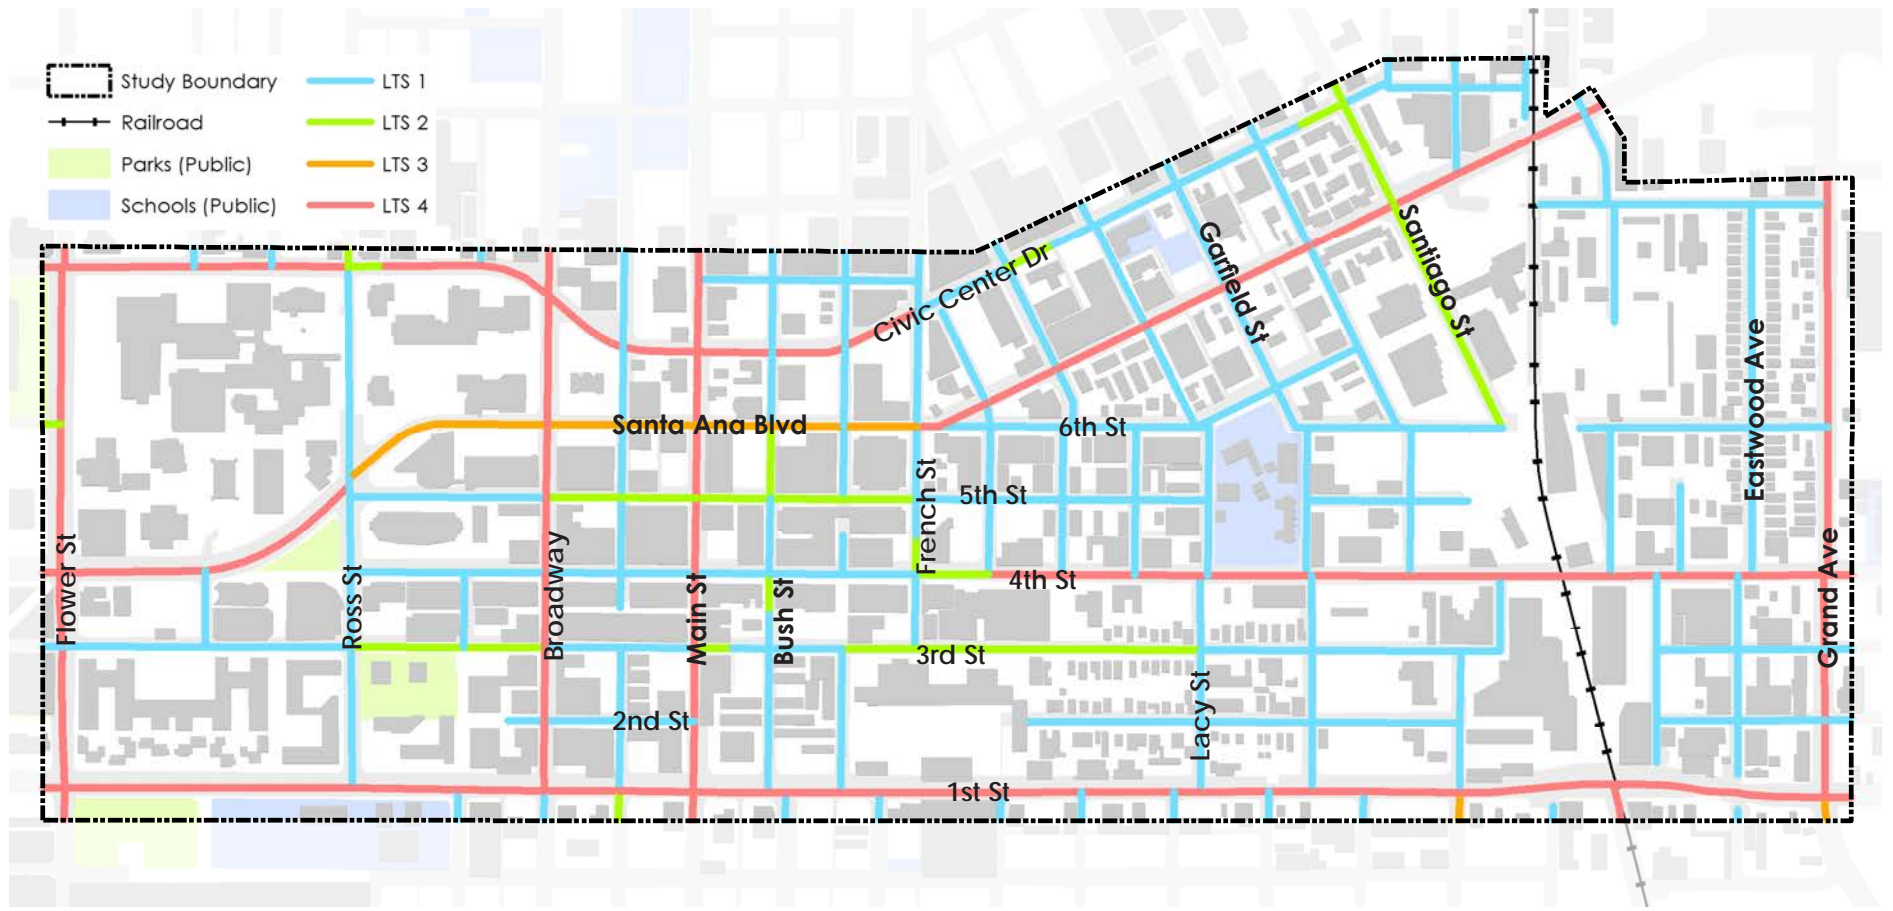 Study Boundary
LTS 1
Railroad
LTS 2
Parks (Public)
LTS 3
Schools (Public)
LTS 4
Civic Center Dr
Garfield St
Santiago St
Santa Ana Blvd
6th St
Eastwood Ave
5th St
French St
Flower St
Ross St
Broadway
Main St
Bush St
4th St
Grand Ave
3rd St
Lacy St
2nd St
1st St